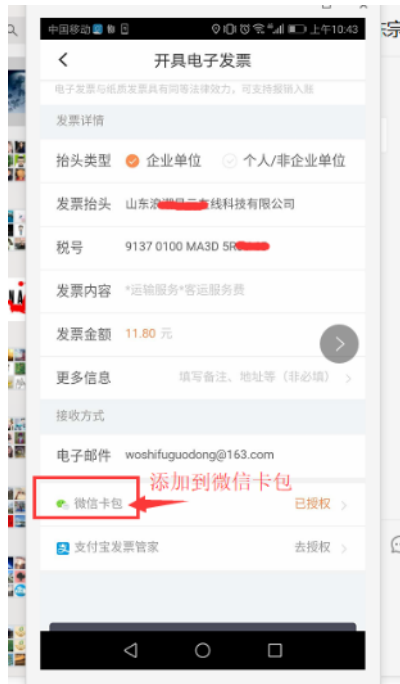 中国移动 上午10:43
开具电子发票
电子发票与纸质发票具有同等法律效力，可支持报销入账
发票详情
抬头类型 企业单位 个人/非企业单位
发票抬头 山东浪 在线科技有限公司
税号 9137 0100 MA3D 5R
发票内容 *运输服务*客运服务费
发票金额 11.80 元
更多信息 填写备注、地址等（非必填）
接收方式
电子邮件 woshifuguodong@163.com
添加到微信卡包
微信卡包 已授权
支付宝发票管家 去授权